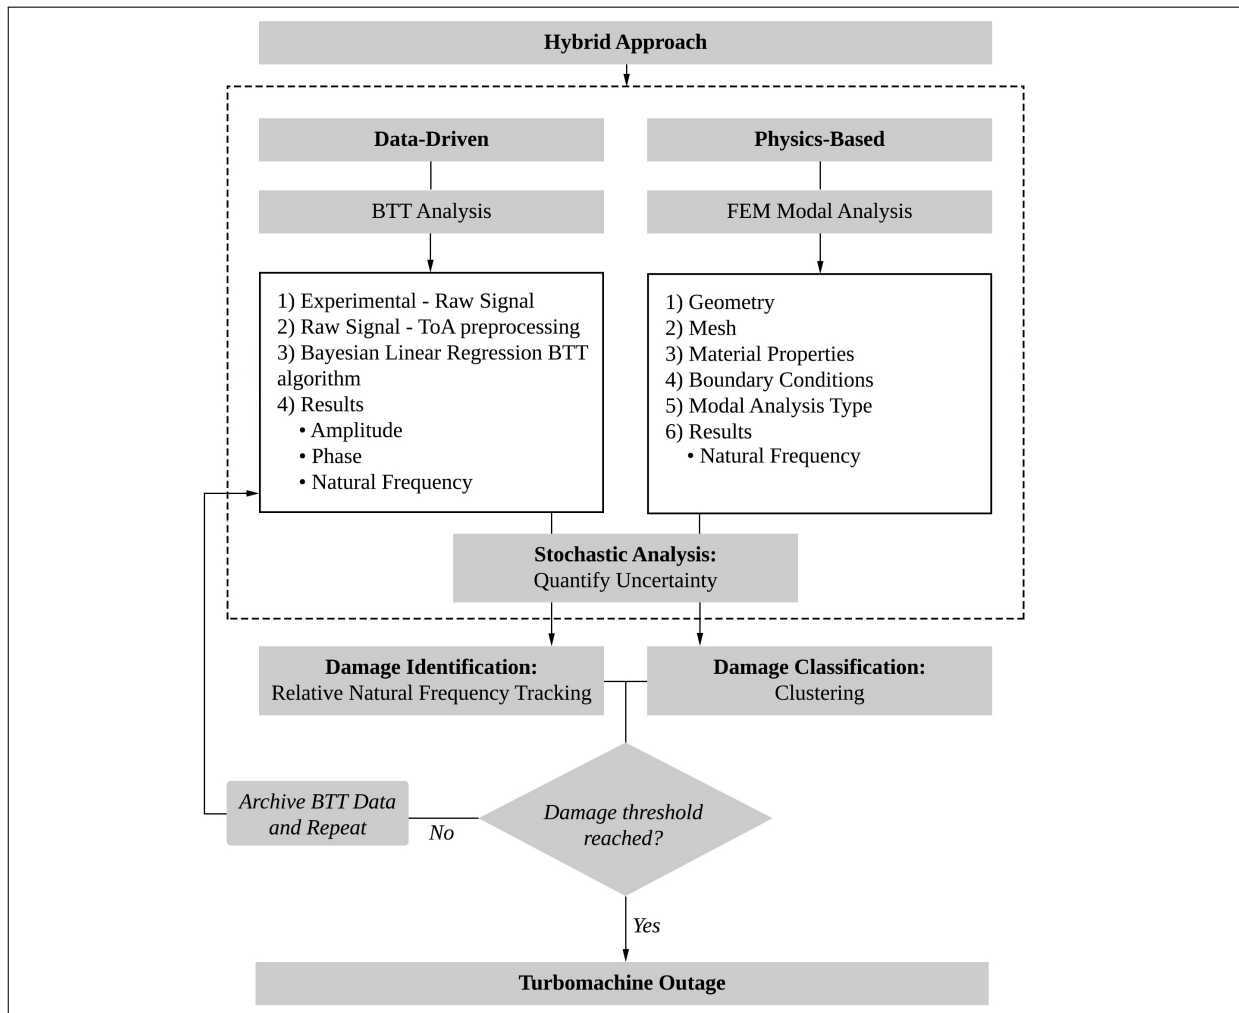 Hybrid Approach
Data-Driven
BTT Analysis
1) Experimental - Raw Signal
2) Raw Signal - ToA preprocessing
3) Bayesian Linear Regression BTT
algorithm
4) Results
• Amplitude
• Phase
• Natural Frequency
Physics-Based
FEM Modal Analysis
1) Geometry
2) Mesh
3) Material Properties
4) Boundary Conditions
5) Modal Analysis Type
6) Results
• Natural Frequency
Stochastic Analysis:
Quantify Uncertainty
Damage Identification:
Relative Natural Frequency Tracking
Damage Classification:
Clustering
Damage threshold
reached?
No
Archive BTT Data
and Repeat
Yes
Turbomachine Outage